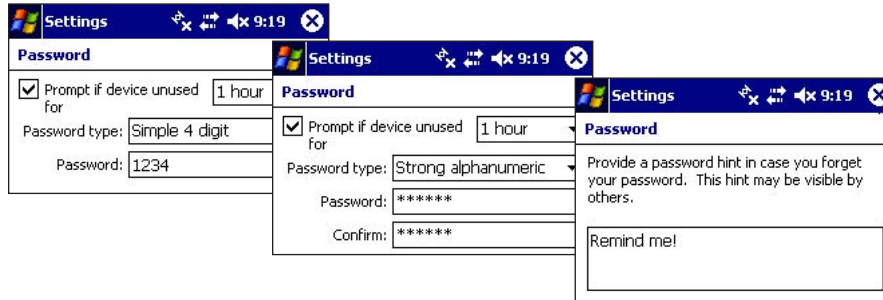 Settings 9:19
Password
Prompt if device unused for 1 hour
Password type: Simple 4 digit
Password: 1234
Settings 9:19
Password
Prompt if device unused for 1 hour
Password type: Strong alphanumeric
Password: ******
Confirm: ******
Settings 9:19
Password
Provide a password hint in case you forget
your password. This hint may be visible by
others.
Remind me!